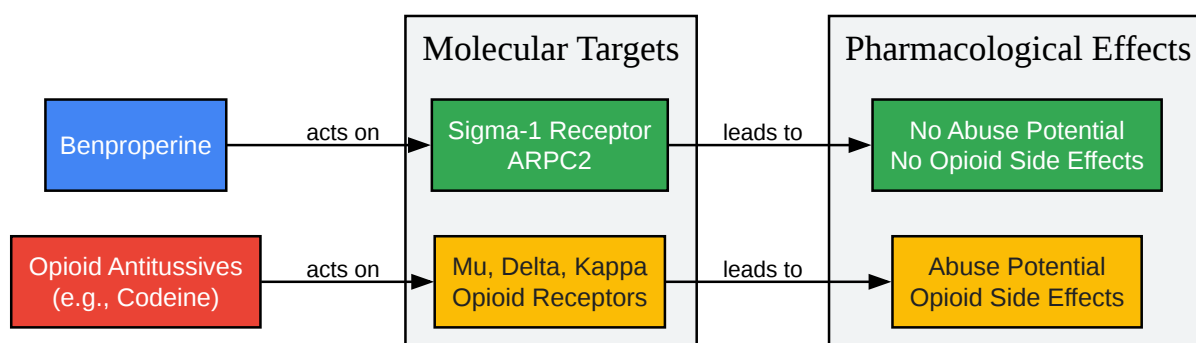 Molecular Targets
Pharmacological Effects
Benproperine
acts on
Sigma-1 Receptor
ARPC2
leads to
No Abuse Potential
No Opioid Side Effects
Opioid Antitussives
(e.g., Codeine)
acts on
Mu, Delta, Kappa
Opioid Receptors
leads to
Abuse Potential
Opioid Side Effects